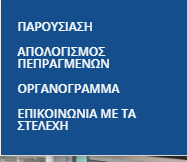 ΠΑΡΟΥΣΙΑΣΗ
ΑΠΟΛΟΓΙΣΜΟΣ
ΠΕΠΡΑΓΜΕΝΩΝ
ΟΡΓΑΝΟΓΡΑΜΜΑ
ΕΠΙΚΟΙΝΩΝΙΑ ΜΕ ΤΑ
ΣΤΕΛΕΧΗ